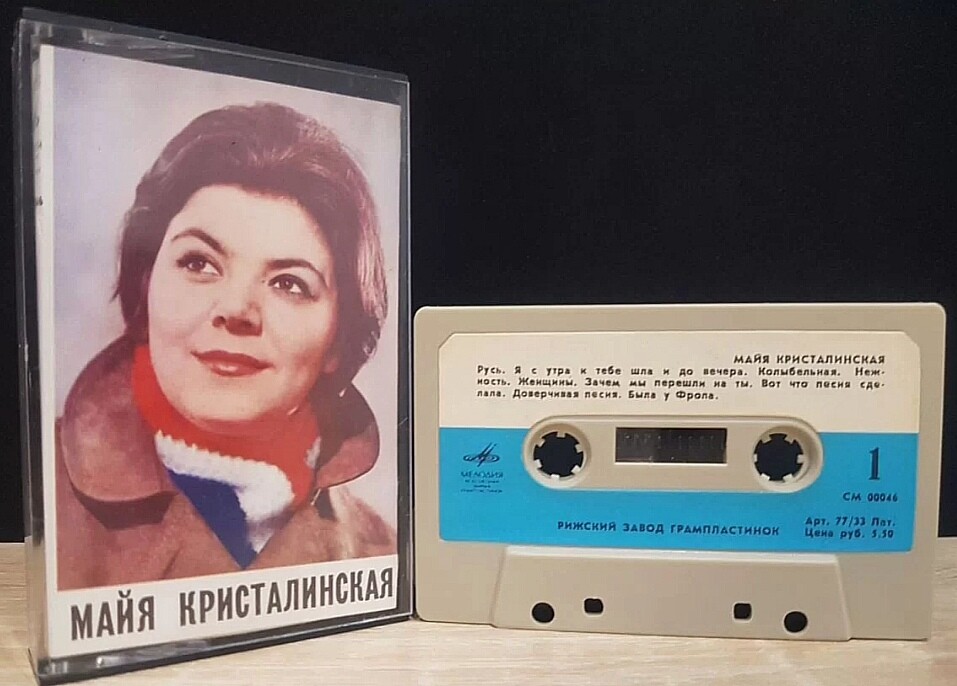 МАЙЯ КРИСТАЛИНСКАЯ
МАЙЯ КРИСТАЛИНСКАЯ
Русь. Я с утра к тебе шла и до вечера. Колыбельная. Неж-
ность. Женщины. Зачем мы перешли на ты. Вот что песня сде-
лала. Доверчивая песня. Была у Фрола.
МЕЛОДИЯ
1
СМ 00046
РИЖСКИЙ ЗАВОД ГРАМПЛАСТИНОК
Арт. 77/33 Лат.
Цена руб. 5.50